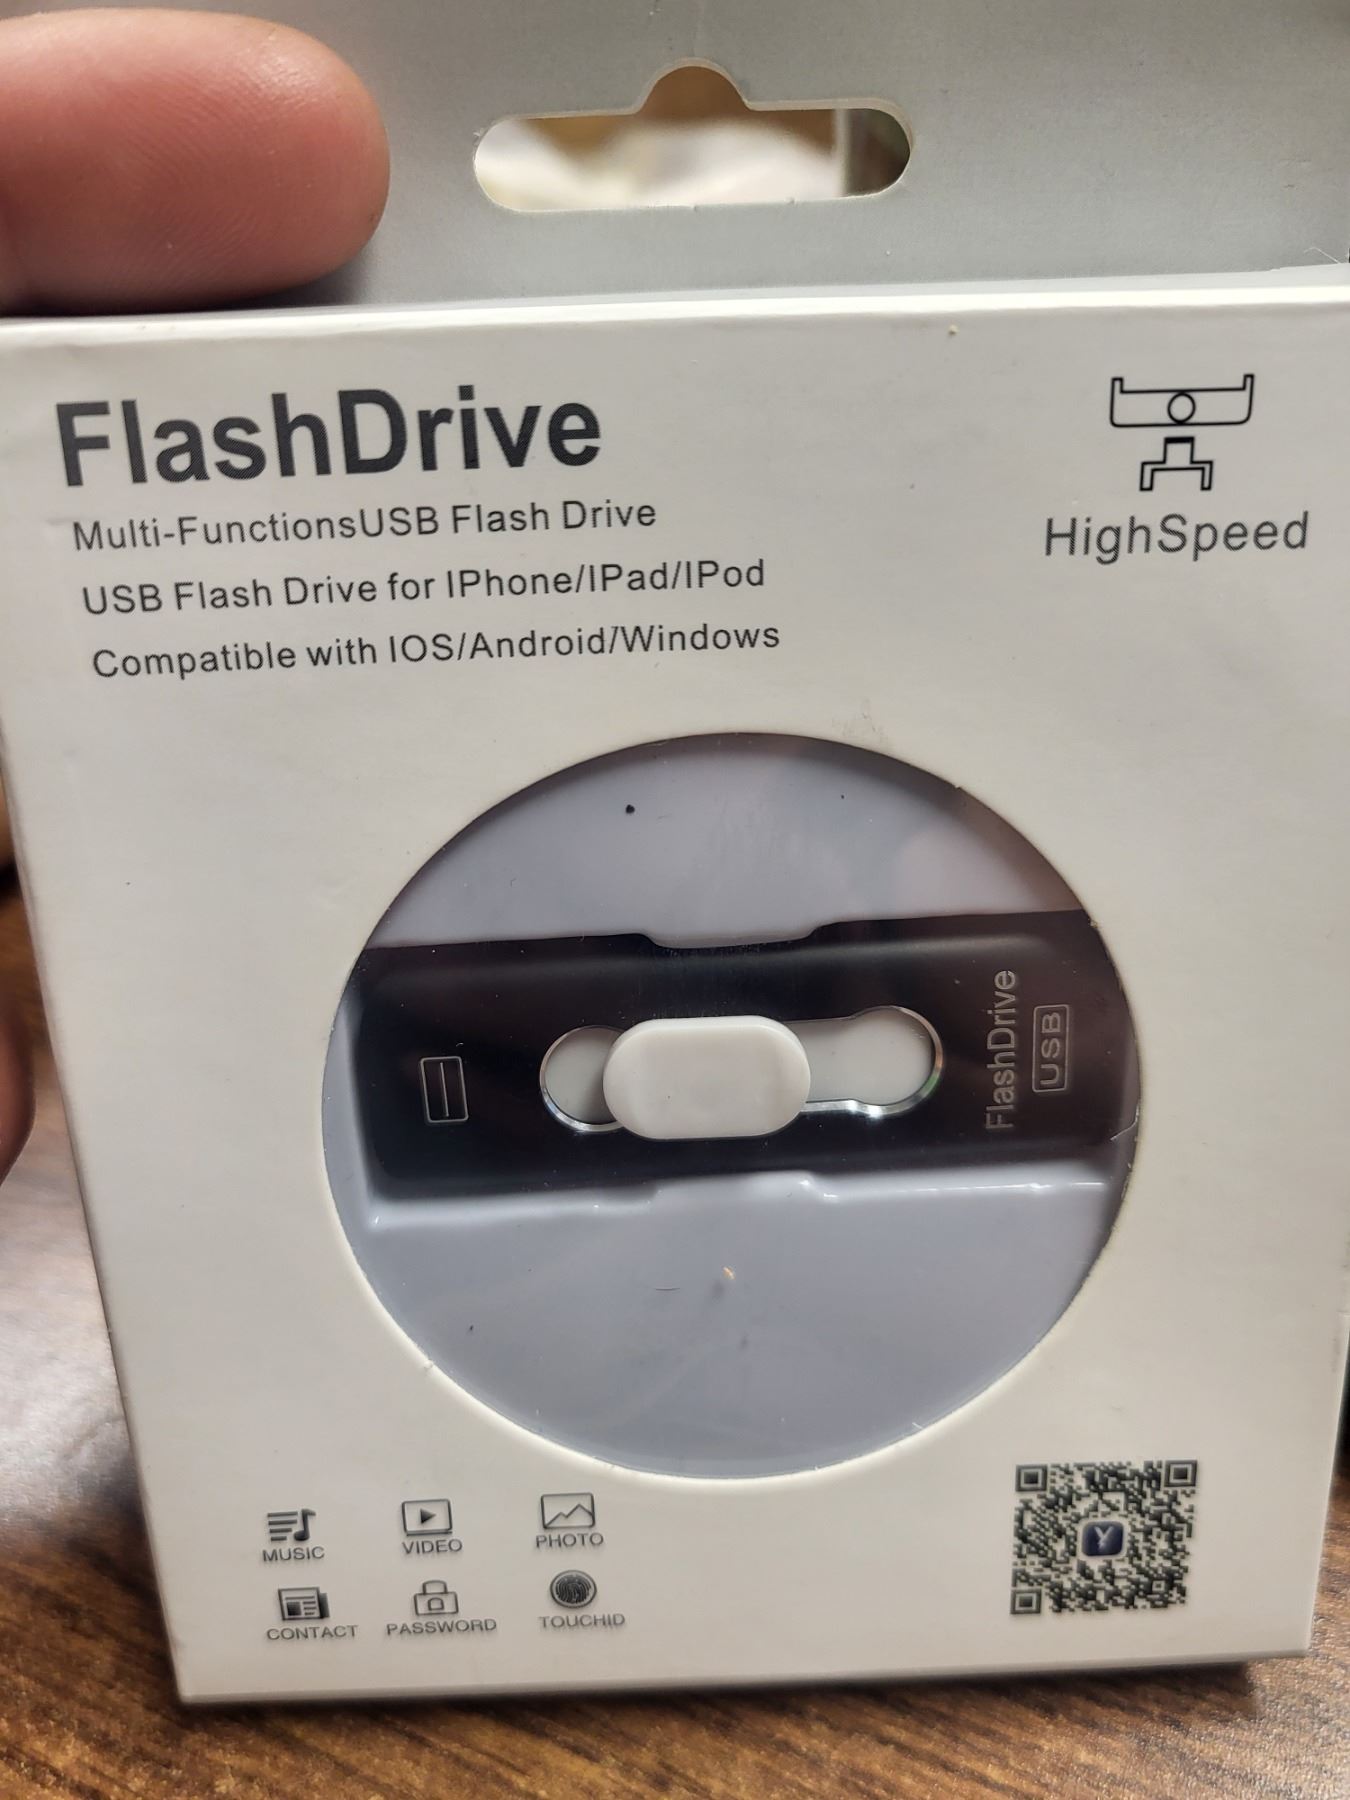 FlashDrive
Multi-FunctionsUSB Flash Drive
USB Flash Drive for IPhone/IPad/IPod
Compatible with IOS/Android/Windows
HighSpeed
FlashDrive
USB
MUSIC
VIDEO
PHOTO
CONTACT
PASSWORD
TOUCHID
Y